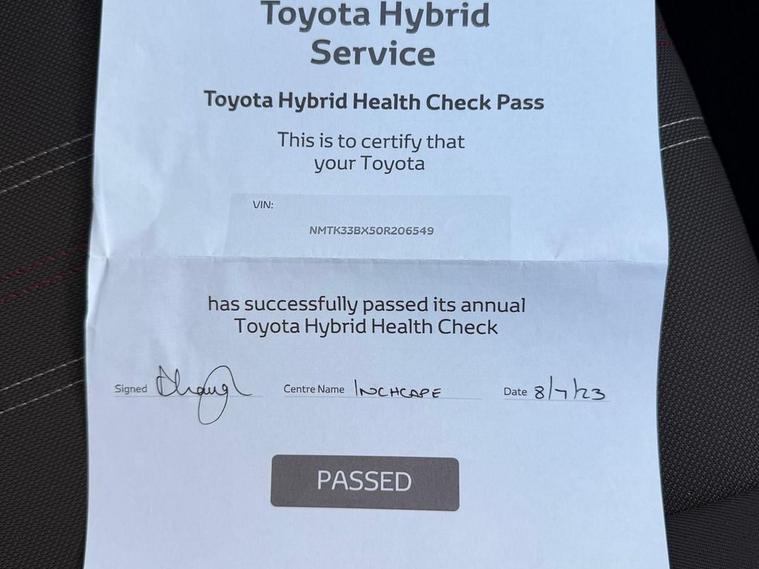 Toyota Hybrid
Service
Toyota Hybrid Health Check Pass
This is to certify that
your Toyota
VIN:
NMTK33BX50R206549
has successfully passed its annual
Toyota Hybrid Health Check
Signed Centre Name INCHCAPE Date 8/7/23
PASSED